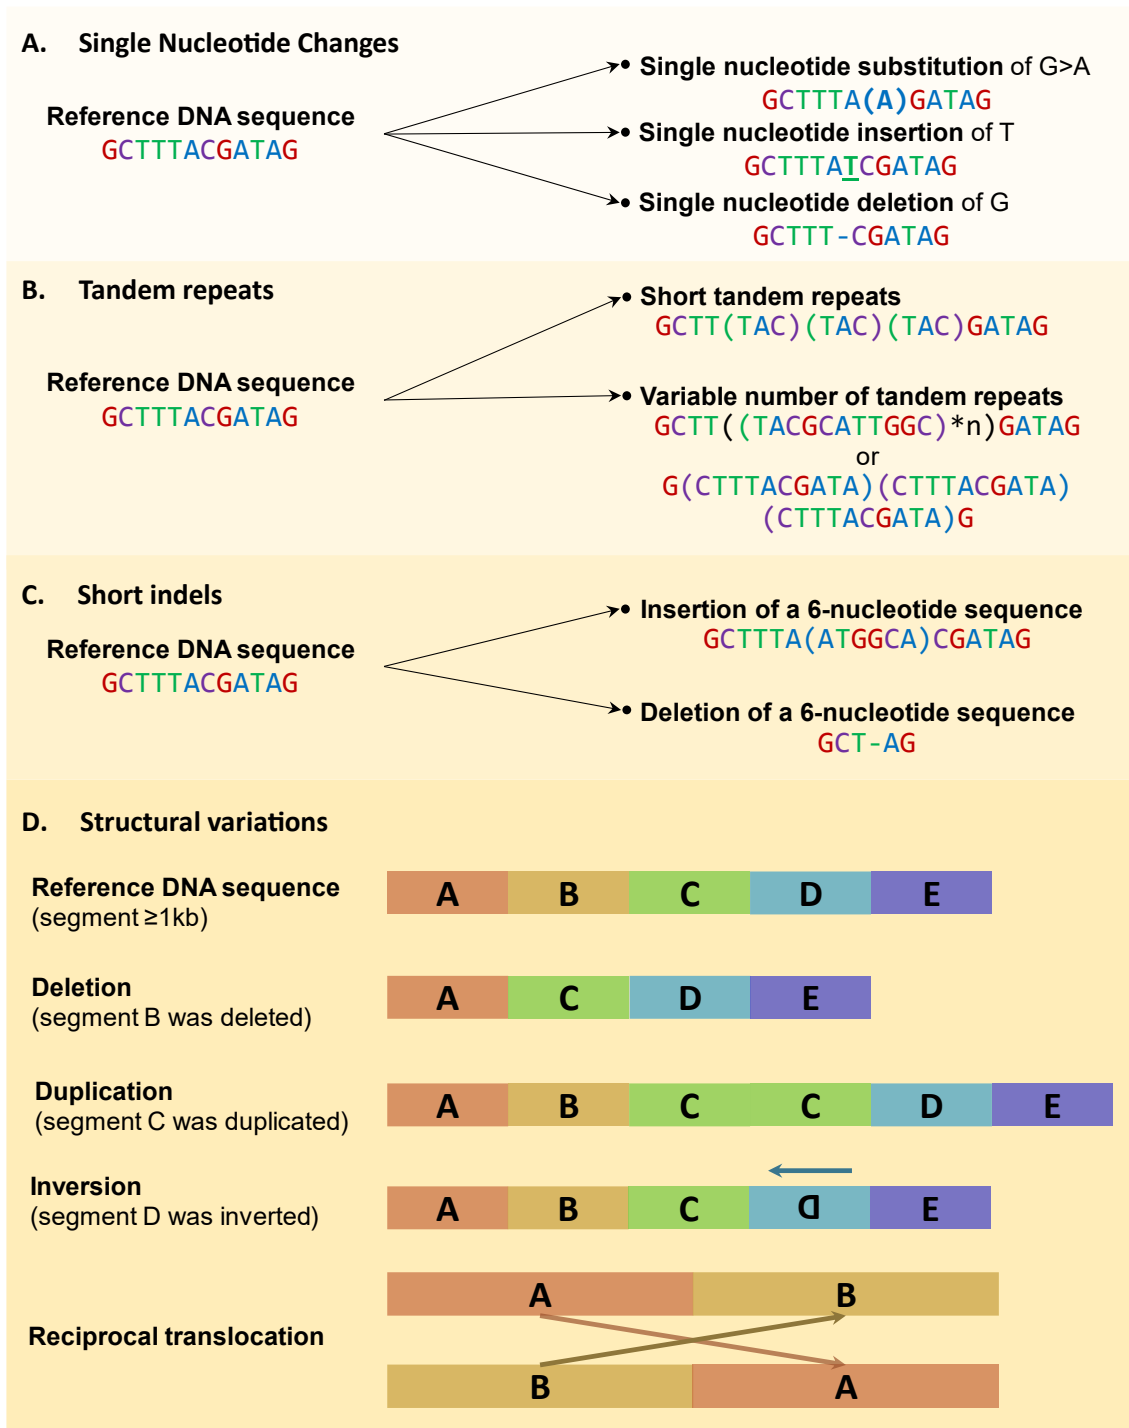 A. Single Nucleotide Changes
Reference DNA sequence
GCTTTACGATAG
• Single nucleotide substitution of G>A
GCTTTA(A)GATAG
• Single nucleotide insertion of T
GCTTTATCGATAG
• Single nucleotide deletion of G
GCTTT-CGATAG
B. Tandem repeats
Reference DNA sequence
GCTTTACGATAG
• Short tandem repeats
GCTT(TAC)(TAC)(TAC)GATAG
• Variable number of tandem repeats
GCTT((TACGCATTGGC)*n)GATAG
or
G(CTTTACGATA)(CTTTACGATA)
(CTTTACGATA)G
C. Short indels
Reference DNA sequence
GCTTTACGATAG
• Insertion of a 6-nucleotide sequence
GCTTTA(ATGGCA)CGATAG
• Deletion of a 6-nucleotide sequence
GCT-AG
D. Structural variations
Reference DNA sequence
(segment ≥1kb)
A B C D E
Deletion
(segment B was deleted)
A C D E
Duplication
(segment C was duplicated)
A B C C D E
Inversion
(segment D was inverted)
A B C D E
Reciprocal translocation
A B
B A